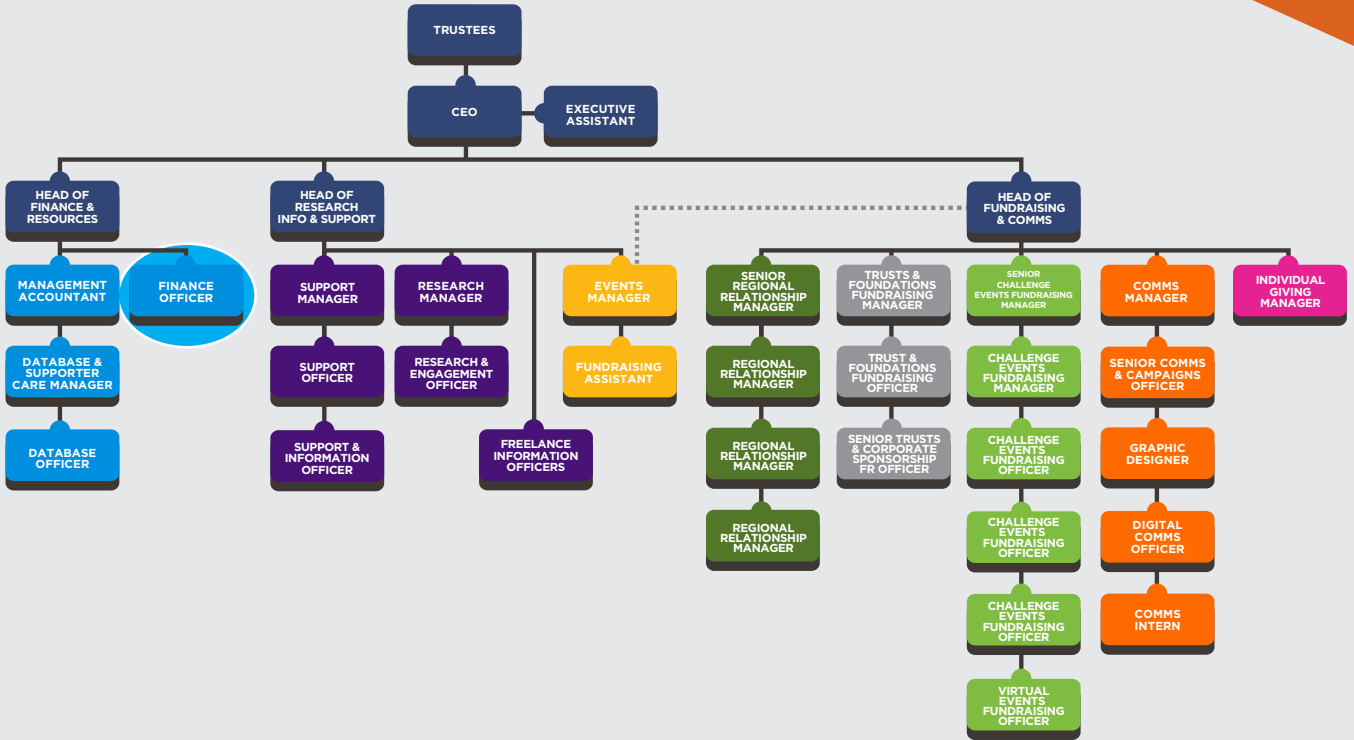 TRUSTEES
CEO
EXECUTIVE
ASSISTANT
HEAD OF
FINANCE &
RESOURCES
HEAD OF
RESEARCH
INFO & SUPPORT
HEAD OF
FUNDRAISING
& COMMS
MANAGEMENT
ACCOUNTANT
FINANCE
OFFICER
SUPPORT
MANAGER
RESEARCH
MANAGER
EVENTS
MANAGER
SENIOR
REGIONAL
RELATIONSHIP
MANAGER
TRUSTS &
FOUNDATIONS
FUNDRAISING
MANAGER
SENIOR
CHALLENGE
EVENTS FUNDRAISING
MANAGER
COMMS
MANAGER
INDIVIDUAL
GIVING
MANAGER
DATABASE &
SUPPORTER
CARE MANAGER
SUPPORT
OFFICER
RESEARCH &
ENGAGEMENT
OFFICER
FUNDRAISING
ASSISTANT
REGIONAL
RELATIONSHIP
MANAGER
TRUST &
FOUNDATIONS
FUNDRAISING
OFFICER
CHALLENGE
EVENTS
FUNDRAISING
MANAGER
SENIOR COMMS
& CAMPAIGNS
OFFICER
DATABASE
OFFICER
SUPPORT &
INFORMATION
OFFICER
FREELANCE
INFORMATION
OFFICERS
REGIONAL
RELATIONSHIP
MANAGER
SENIOR TRUSTS
& CORPORATE
SPONSORSHIP
FR OFFICER
CHALLENGE
EVENTS
FUNDRAISING
OFFICER
GRAPHIC
DESIGNER
REGIONAL
RELATIONSHIP
MANAGER
CHALLENGE
EVENTS
FUNDRAISING
OFFICER
DIGITAL
COMMS
OFFICER
CHALLENGE
EVENTS
FUNDRAISING
OFFICER
COMMS
INTERN
VIRTUAL
EVENTS
FUNDRAISING
OFFICER